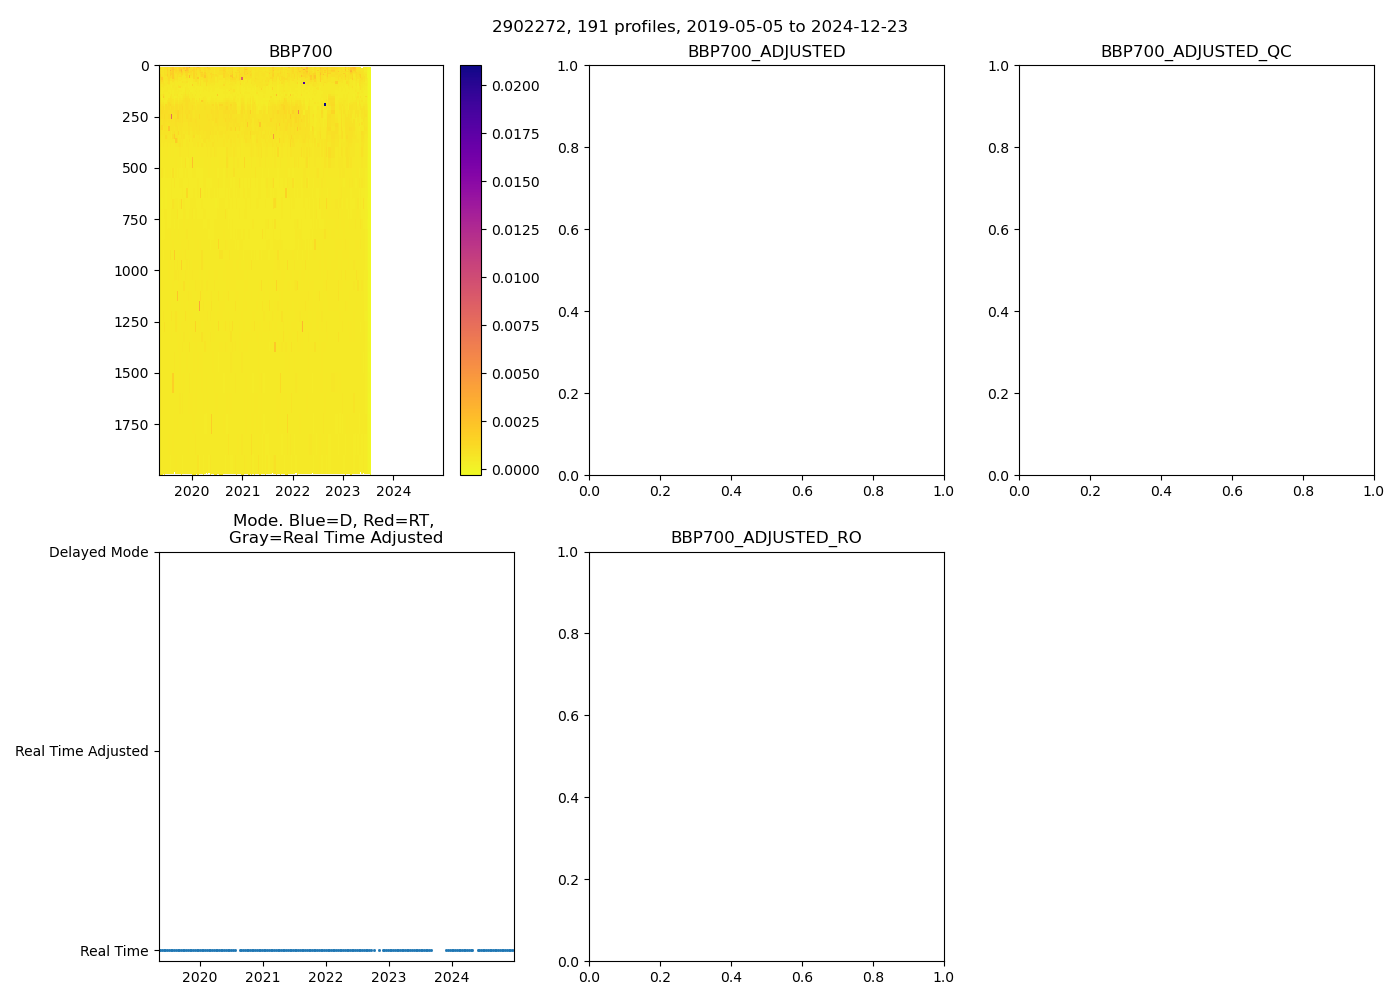 2902272, 191 profiles, 2019-05-05 to 2024-12-23
BBP700
0
250
500
750
1000
1250
1500
1750
2020 2021 2022 2023 2024
0.0200
0.0175
0.0150
0.0125
0.0100
0.0075
0.0050
0.0025
0.0000
BBP700_ADJUSTED
1.0
0.8
0.6
0.4
0.2
0.0
0.0 0.2 0.4 0.6 0.8 1.0
BBP700_ADJUSTED_QC
1.0
0.8
0.6
0.4
0.2
0.0
0.0 0.2 0.4 0.6 0.8 1.0
Mode. Blue=D, Red=RT,
Gray=Real Time Adjusted
Delayed Mode
Real Time Adjusted
Real Time
2020 2021 2022 2023 2024
BBP700_ADJUSTED_RO
1.0
0.8
0.6
0.4
0.2
0.0
0.0 0.2 0.4 0.6 0.8 1.0